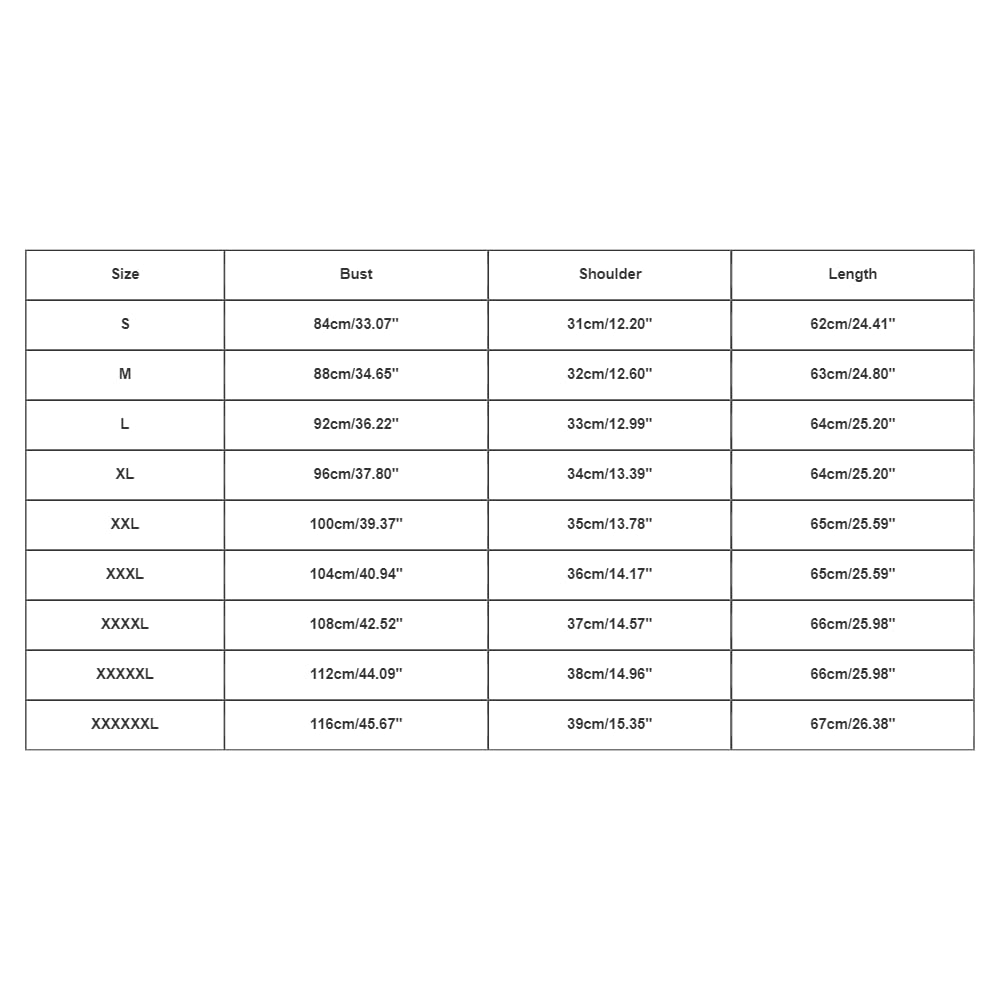 Size Bust Shoulder Length
S 84cm/33.07" 31cm/12.20" 62cm/24.41"
M 88cm/34.65" 32cm/12.60" 63cm/24.80"
L 92cm/36.22" 33cm/12.99" 64cm/25.20"
XL 96cm/37.80" 34cm/13.39" 64cm/25.20"
XXL 100cm/39.37" 35cm/13.78" 65cm/25.59"
XXXL 104cm/40.94" 36cm/14.17" 65cm/25.59"
XXXXL 108cm/42.52" 37cm/14.57" 66cm/25.98"
XXXXXL 112cm/44.09" 38cm/14.96" 66cm/25.98"
XXXXXXL 116cm/45.67" 39cm/15.35" 67cm/26.38"